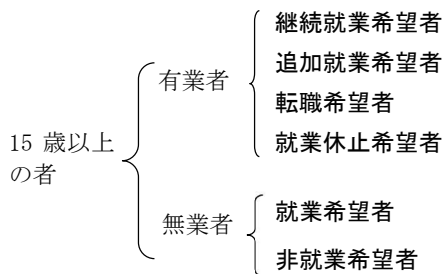 15 歳以上
の者
有業者
継続就業希望者
追加就業希望者
転職希望者
就業休止希望者
無業者
就業希望者
非就業希望者